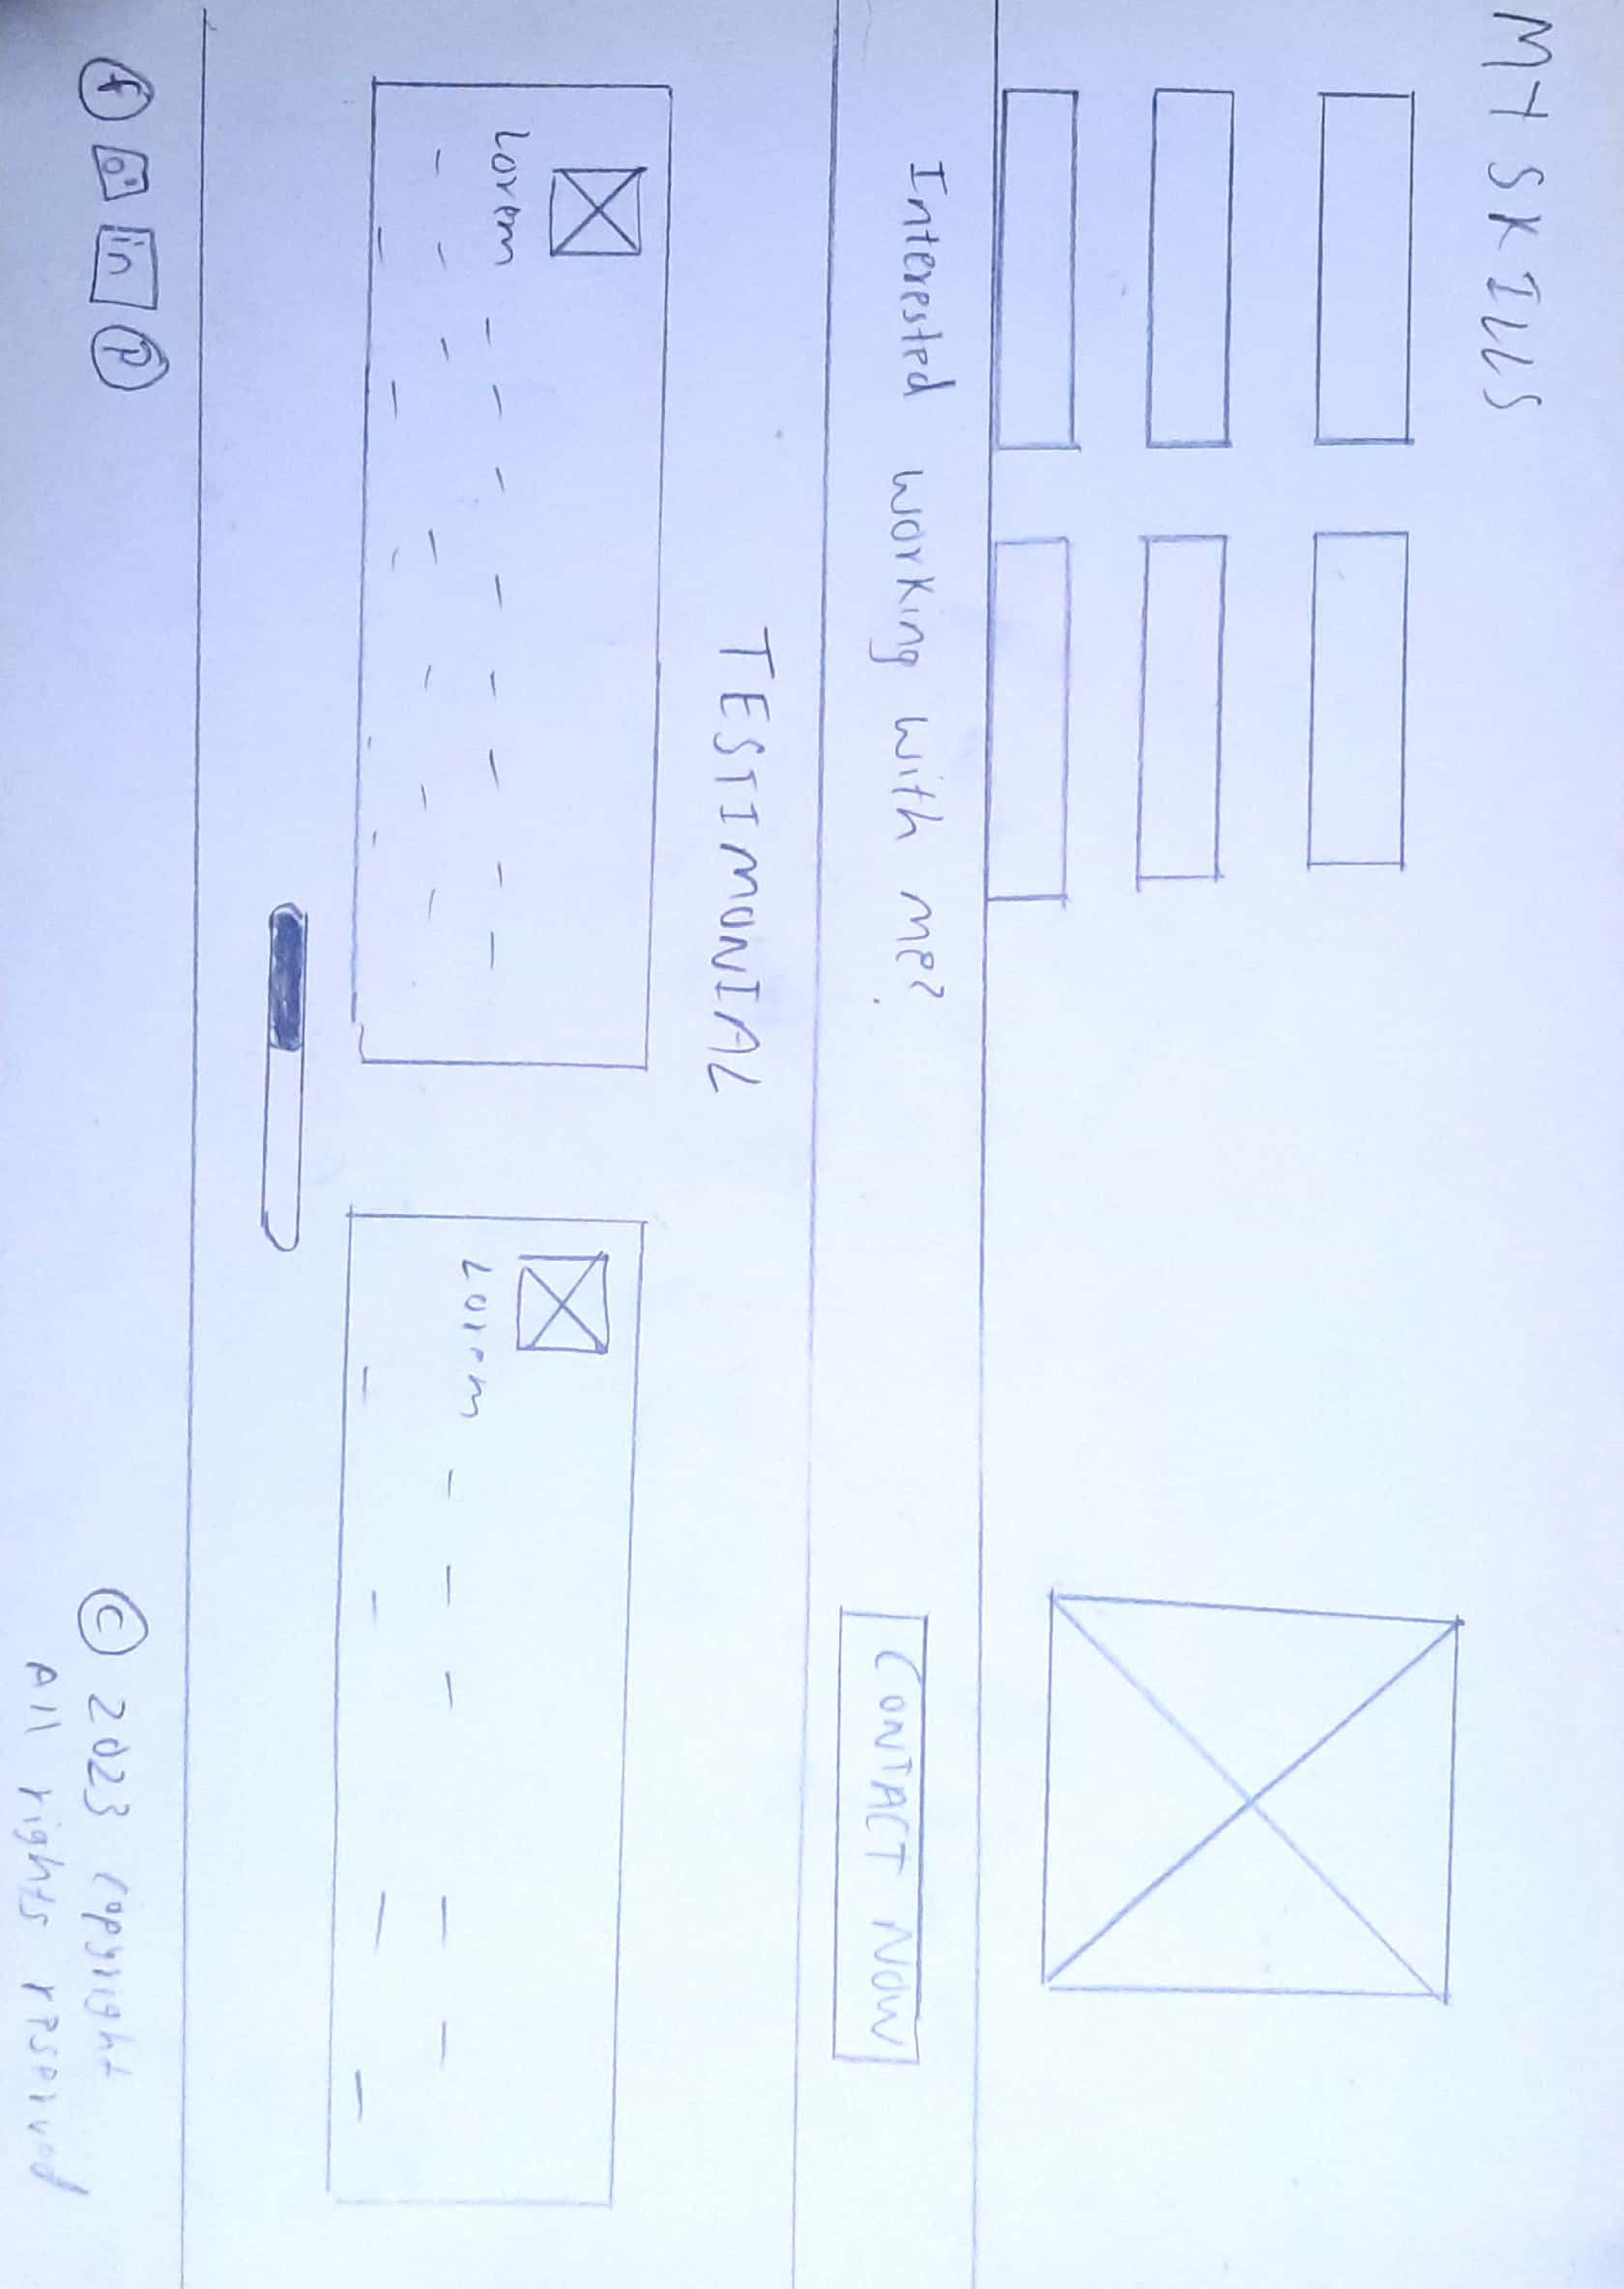 MY SKILLS
Interested working with me?
CONTACT NOW
TESTIMONIAL
Lorem
Lorem
f in P
© 2023 copyright
All rights reserved